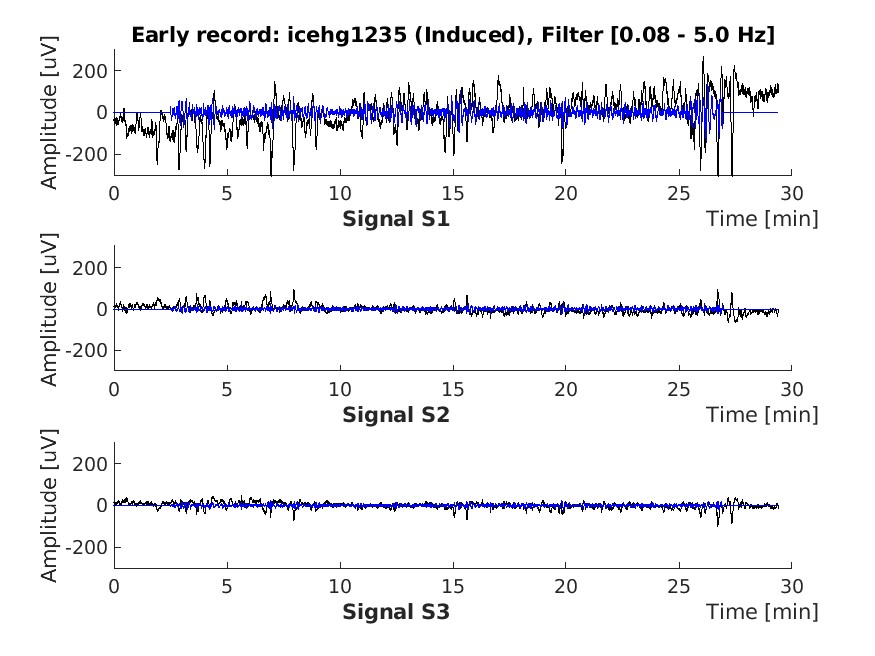 Early record: icehg1235 (Induced), Filter [0.08 - 5.0 Hz]
Amplitude [uV]
200
0
-200
0 5 10 15 20 25 30
Signal S1 Time [min]
Amplitude [uV]
200
0
-200
0 5 10 15 20 25 30
Signal S2 Time [min]
Amplitude [uV]
200
0
-200
0 5 10 15 20 25 30
Signal S3 Time [min]